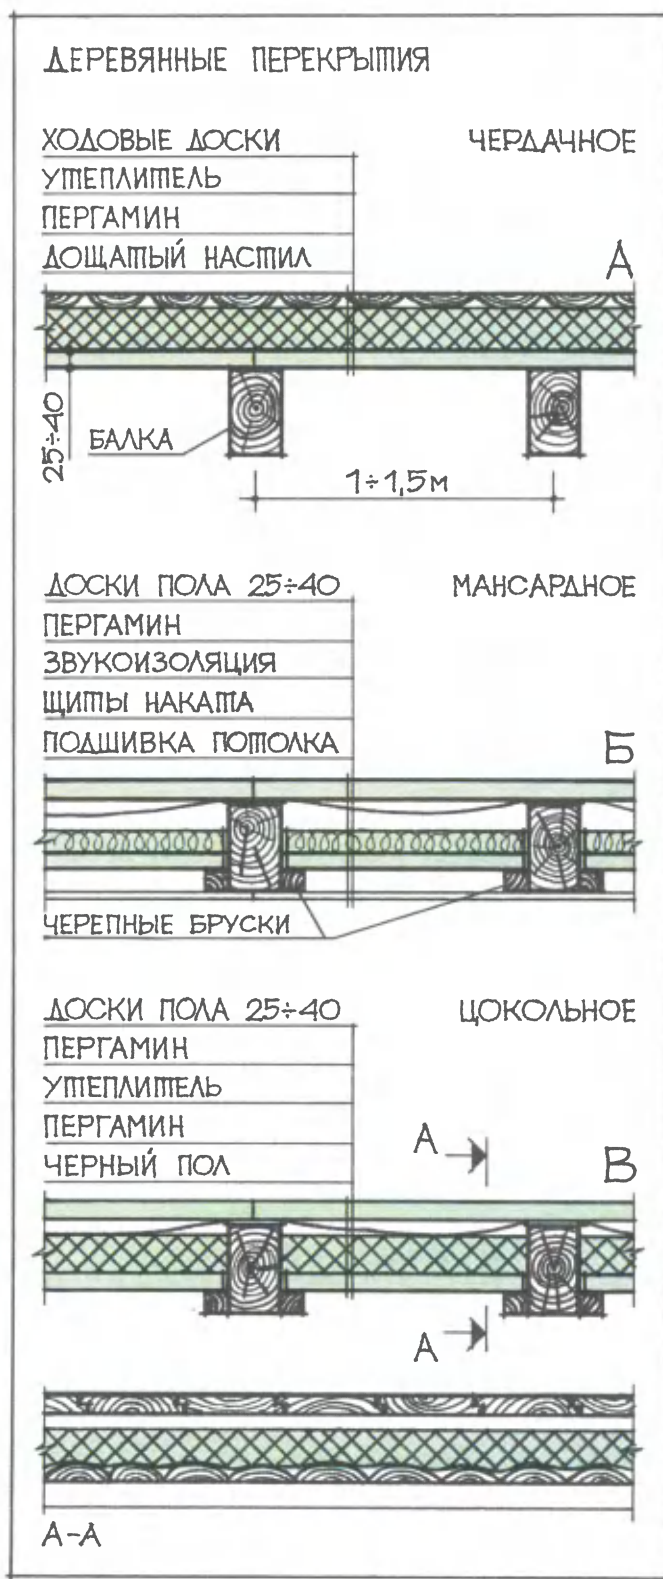 ДЕРЕВЯННЫЕ ПЕРЕКРЫТИЯ
ХОДОВЫЕ ДОСКИ
ЧЕРДАЧНОЕ
УТЕПЛИТЕЛЬ
ПЕРГАМИН
ДОЩАТЫЙ НАСТИЛ
А
25÷40
БАЛКА
1÷1,5м
ДОСКИ ПОЛА 25÷40
МАНСАРДНОЕ
ПЕРГАМИН
ЗВУКОИЗОЛЯЦИЯ
ЩИТЫ НАКАТА
ПОДШИВКА ПОТОЛКА
Б
ЧЕРЕПНЫЕ БРУСКИ
ДОСКИ ПОЛА 25÷40
ЦОКОЛЬНОЕ
ПЕРГАМИН
УТЕПЛИТЕЛЬ
ПЕРГАМИН
ЧЕРНЫЙ ПОЛ
А
В
А
А-А